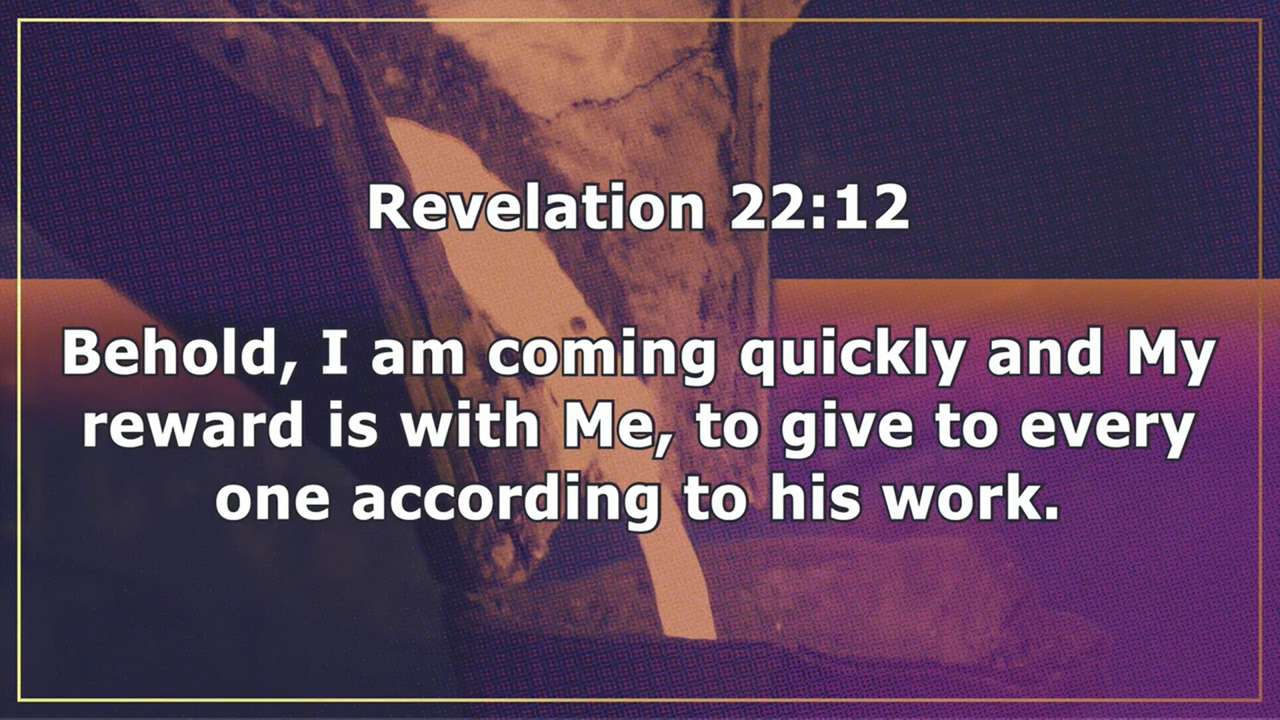 Revelation 22:12
Behold, I am coming quickly and My
reward is with Me, to give to every
one according to his work.